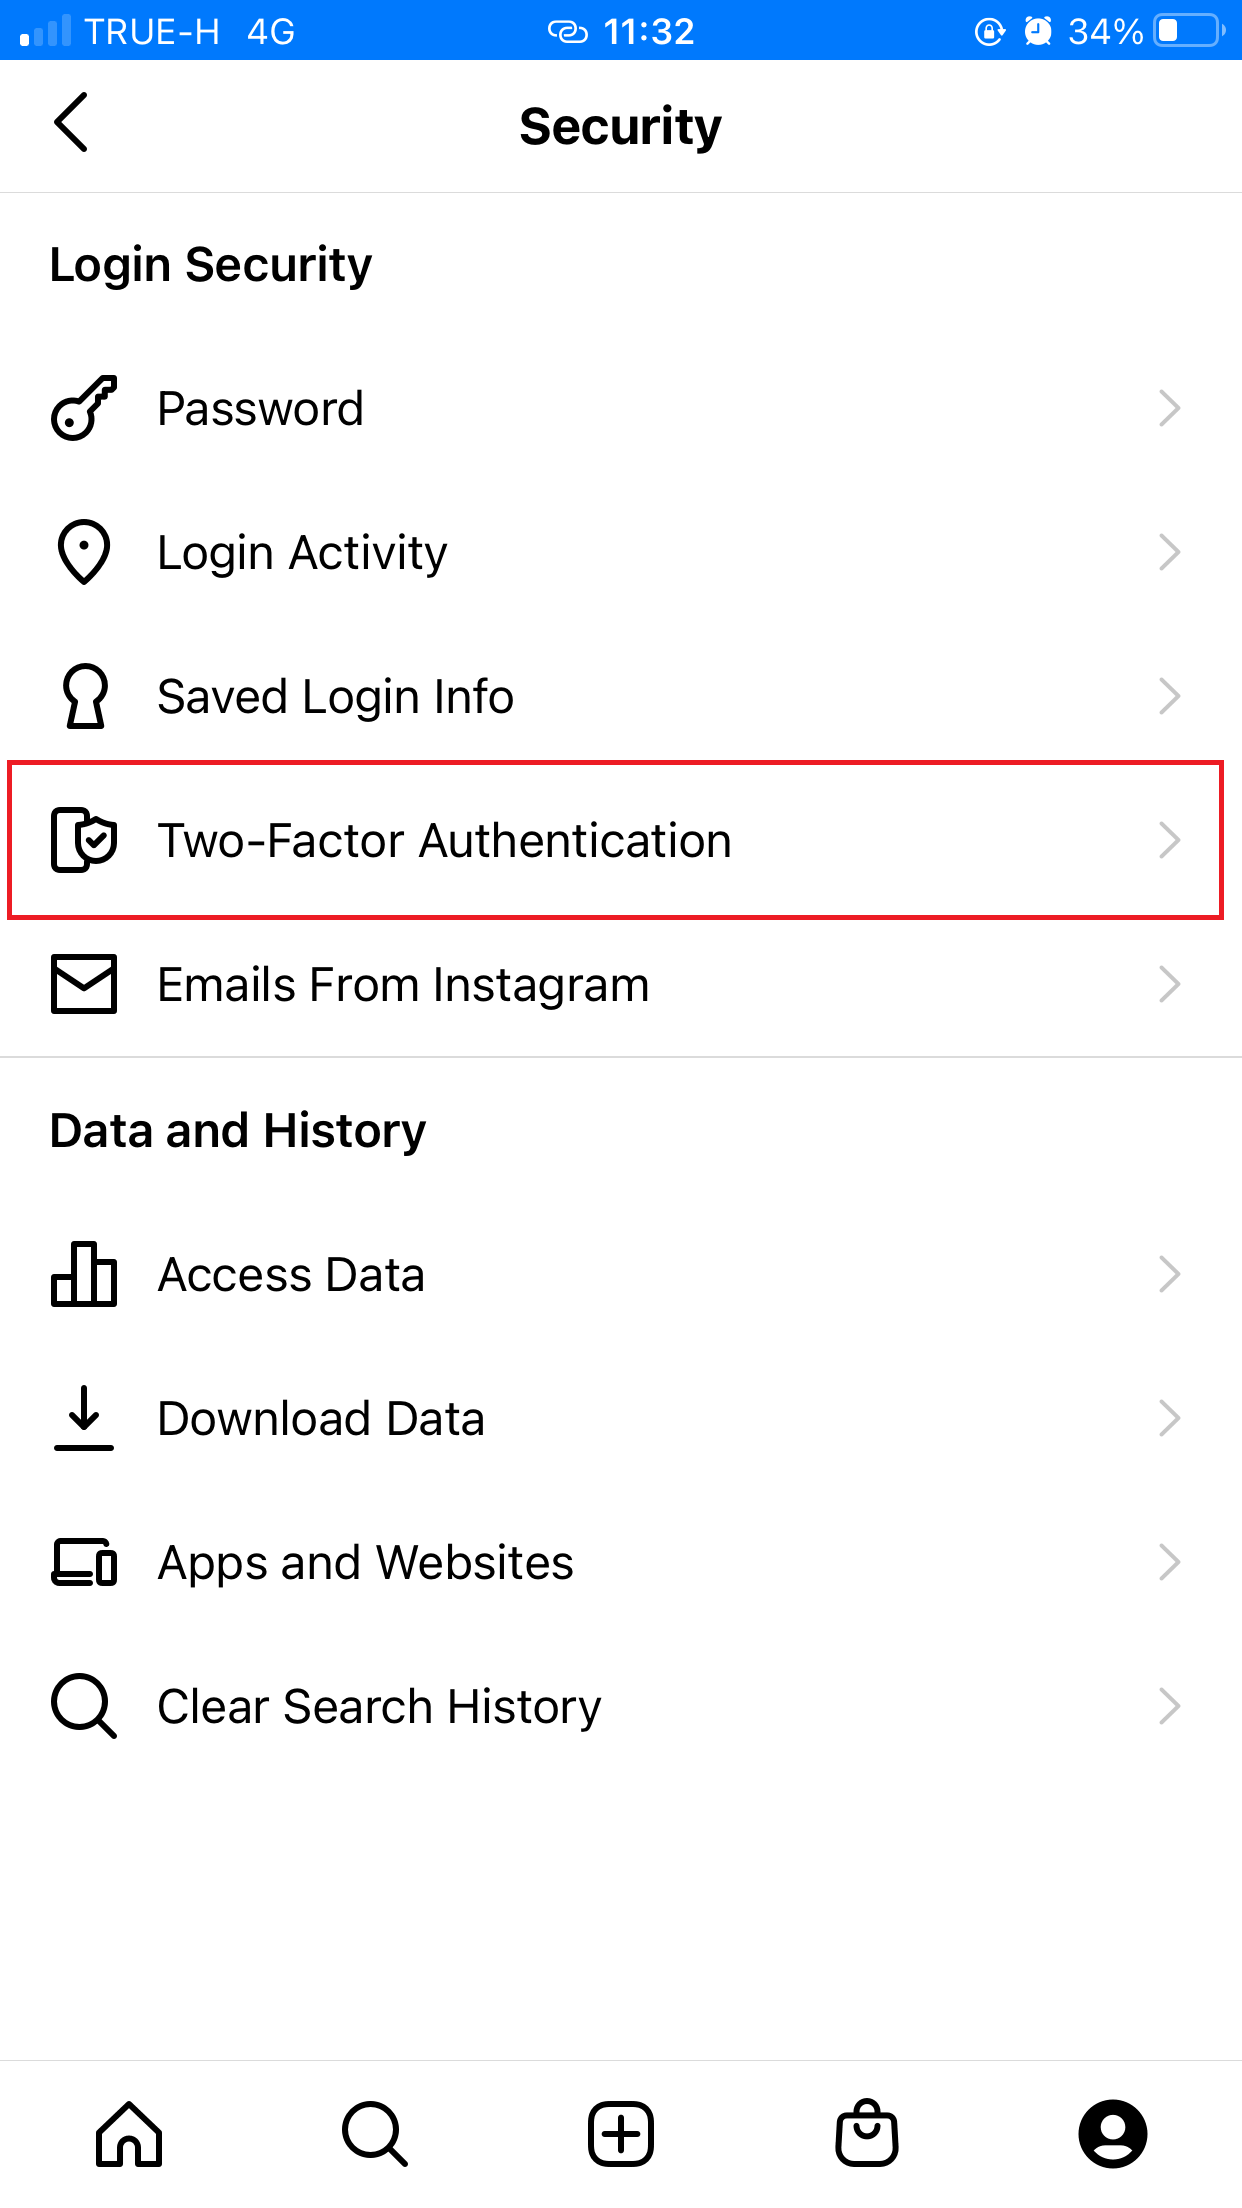 TRUE-H 4G 11:32 34%
Security
Login Security
Password
Login Activity
Saved Login Info
Two-Factor Authentication
Emails From Instagram
Data and History
Access Data
Download Data
Apps and Websites
Clear Search History